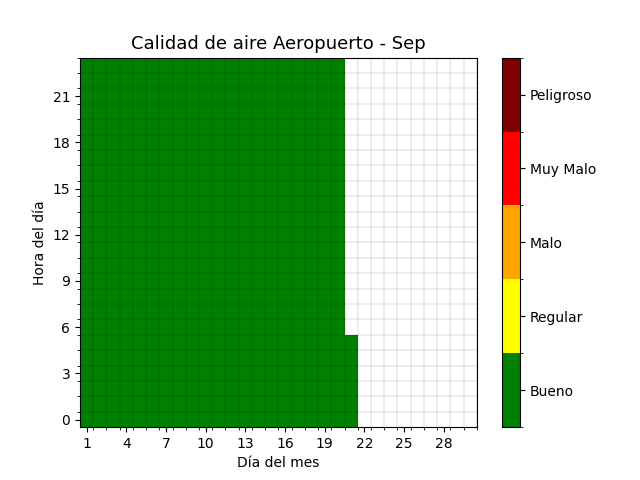 Calidad de aire Aeropuerto - Sep
21
18
15
12
9
6
3
0
Hora del día
1 4 7 10 13 16 19 22 25 28
Día del mes
Peligroso
Muy Malo
Malo
Regular
Bueno